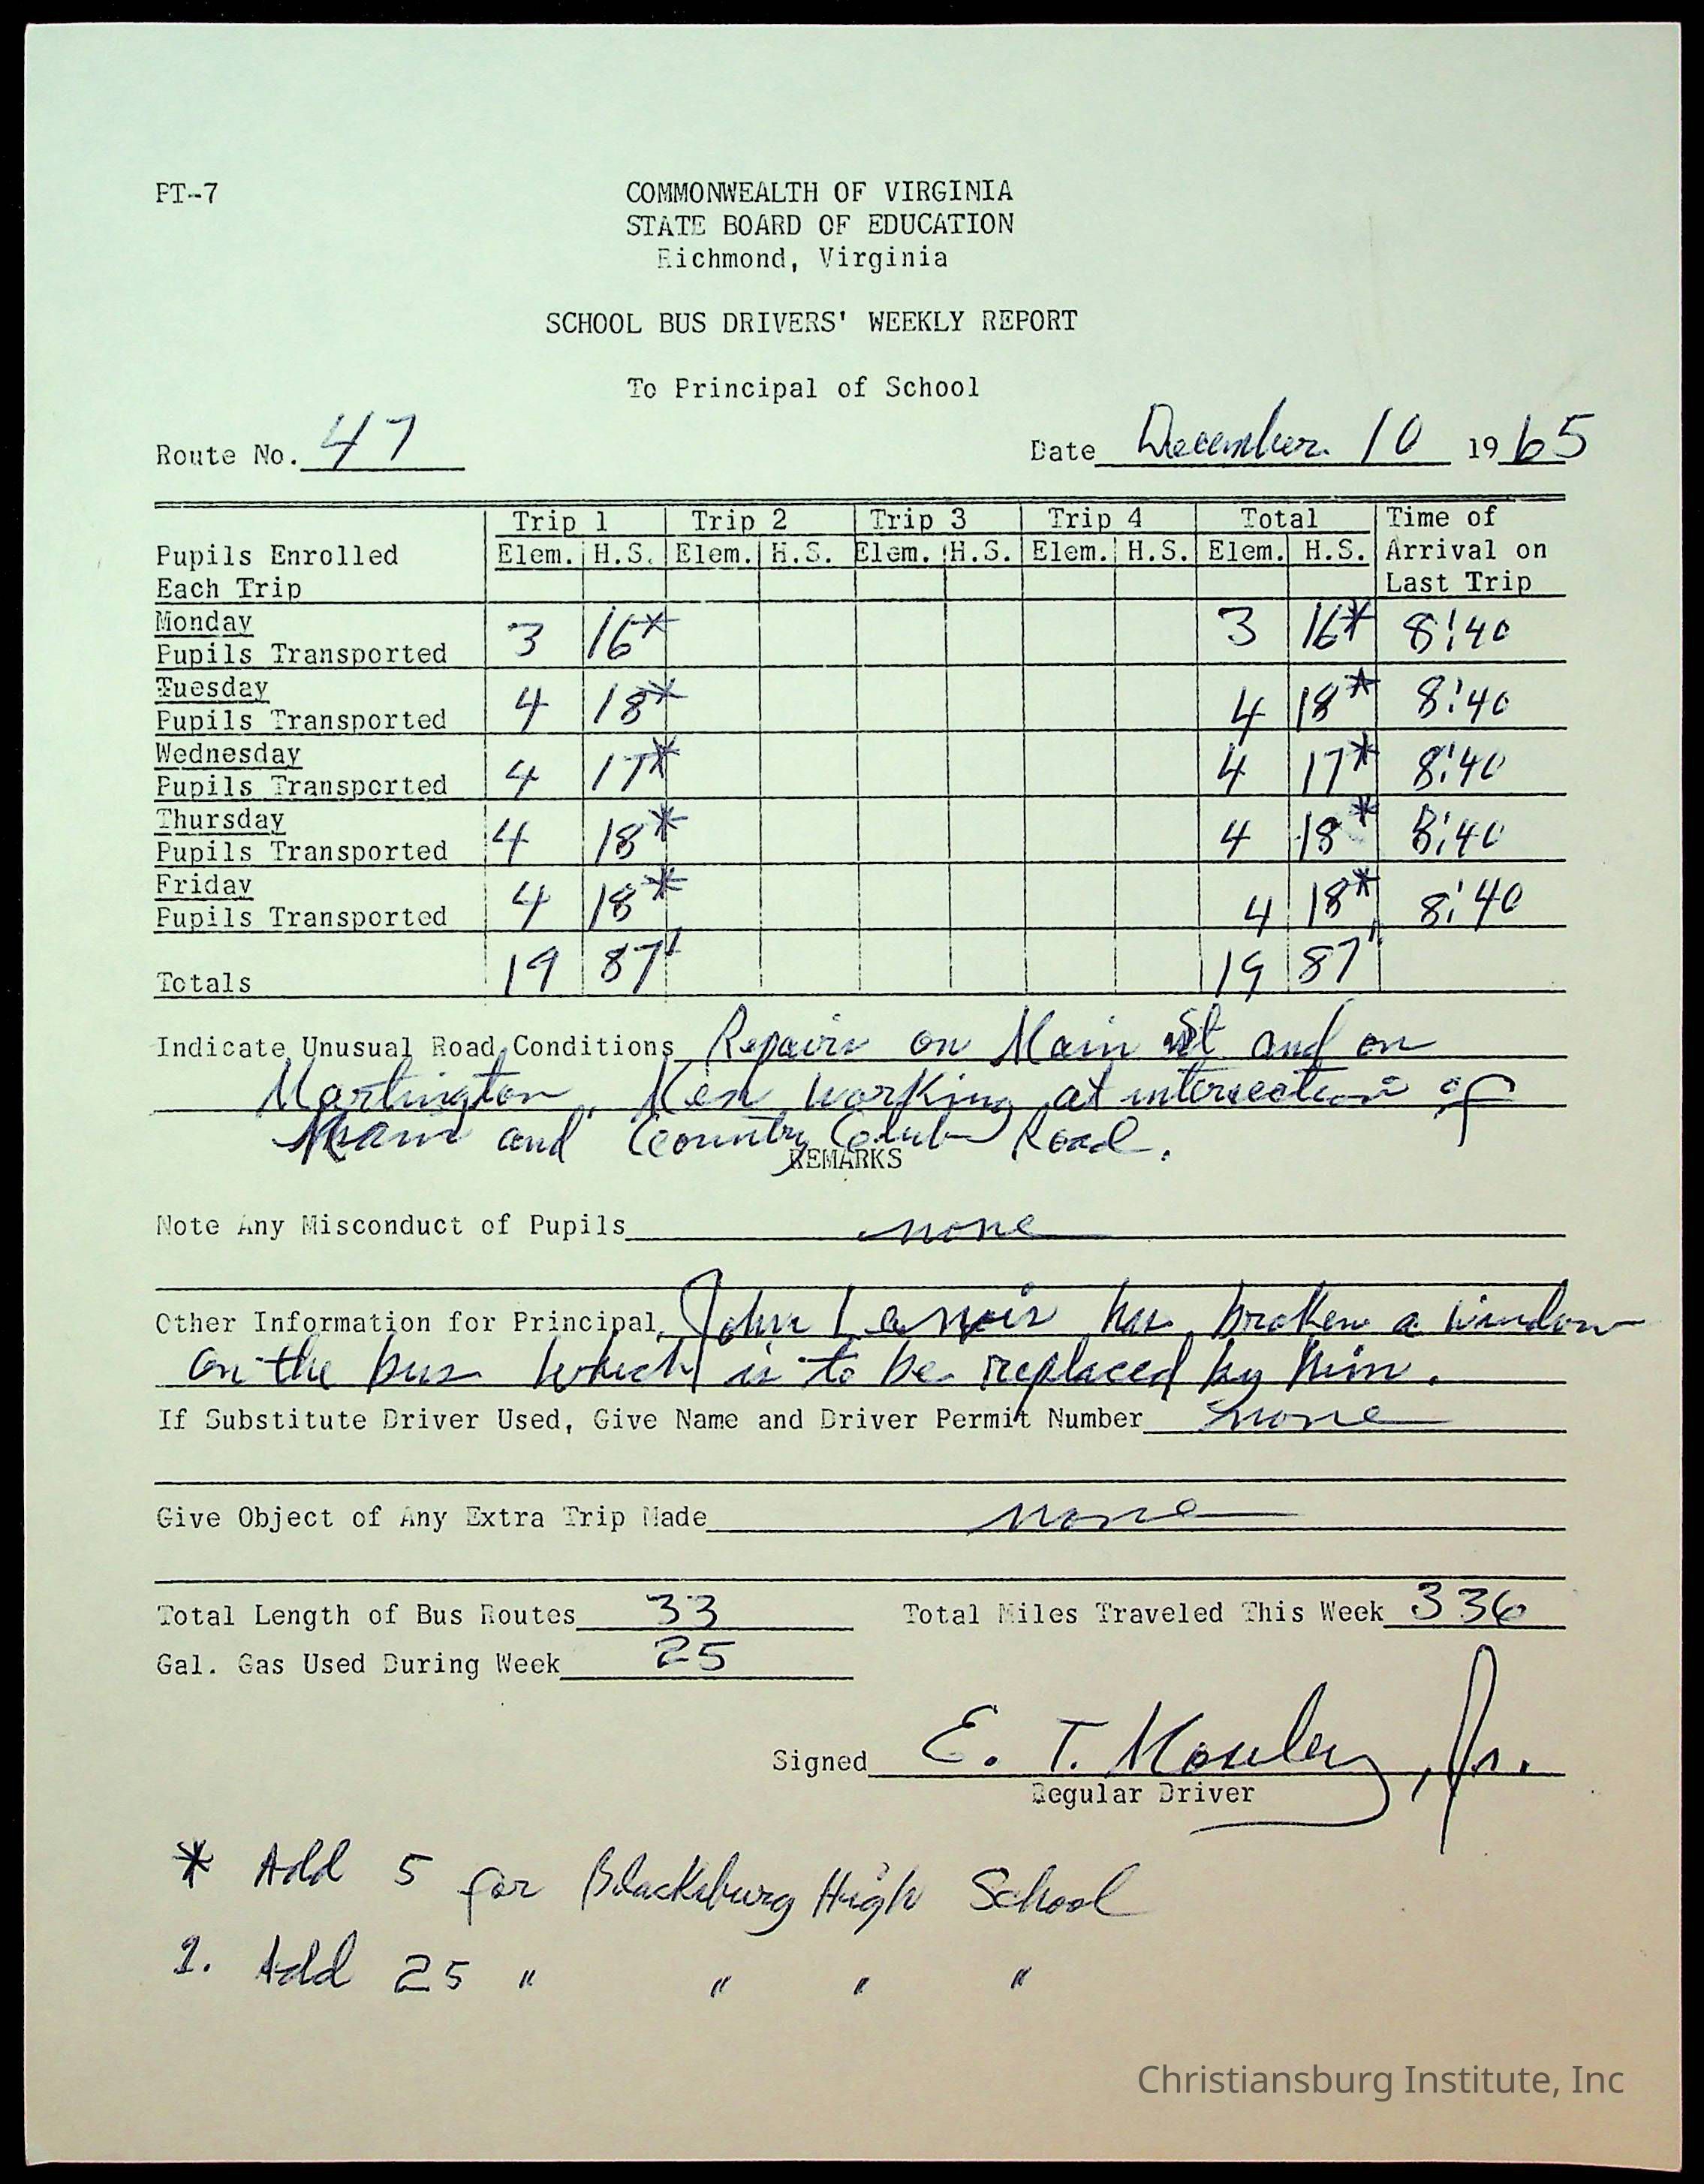 PT-7
COMMONWEALTH OF VIRGINIA
STATE BOARD OF EDUCATION
Richmond, Virginia
SCHOOL BUS DRIVERS' WEEKLY REPORT
To Principal of School
Route No. 47 Date December 10 1965
Trip 1 Trip 2 Trip 3 Trip 4 Total Time of
Pupils Enrolled Elem. H.S. Elem. H.S. Elem. H.S. Elem. H.S. Elem. H.S. Arrival on
Each Trip Last Trip
Monday
Pupils Transported 3 16* 3 16* 8:40
Tuesday
Pupils Transported 4 18* 4 18* 8:40
Wednesday
Pupils Transported 4 17* 4 17* 8:40
Thursday
Pupils Transported 4 18* 4 18* 8:40
Friday
Pupils Transported 4 18* 4 18* 8:40
Totals 19 87¹ 19 87¹
Indicate Unusual Road Conditions Repairs on Main St and on
Men working at intersection of
Main and Country Club Road.
REMARKS
Note Any Misconduct of Pupils none
Other Information for Principal John has broken a window
on the bus which is to be replaced by him.
If Substitute Driver Used, Give Name and Driver Permit Number none
Give Object of Any Extra Trip Made none
Total Length of Bus Routes 33 Total Miles Traveled This Week 336
Gal. Gas Used During Week 25
Signed E. T. Mosley, Jr.
Regular Driver
* Add 5 for Blacksburg High School
1. Add 25 " " " "
Christiansburg Institute, Inc